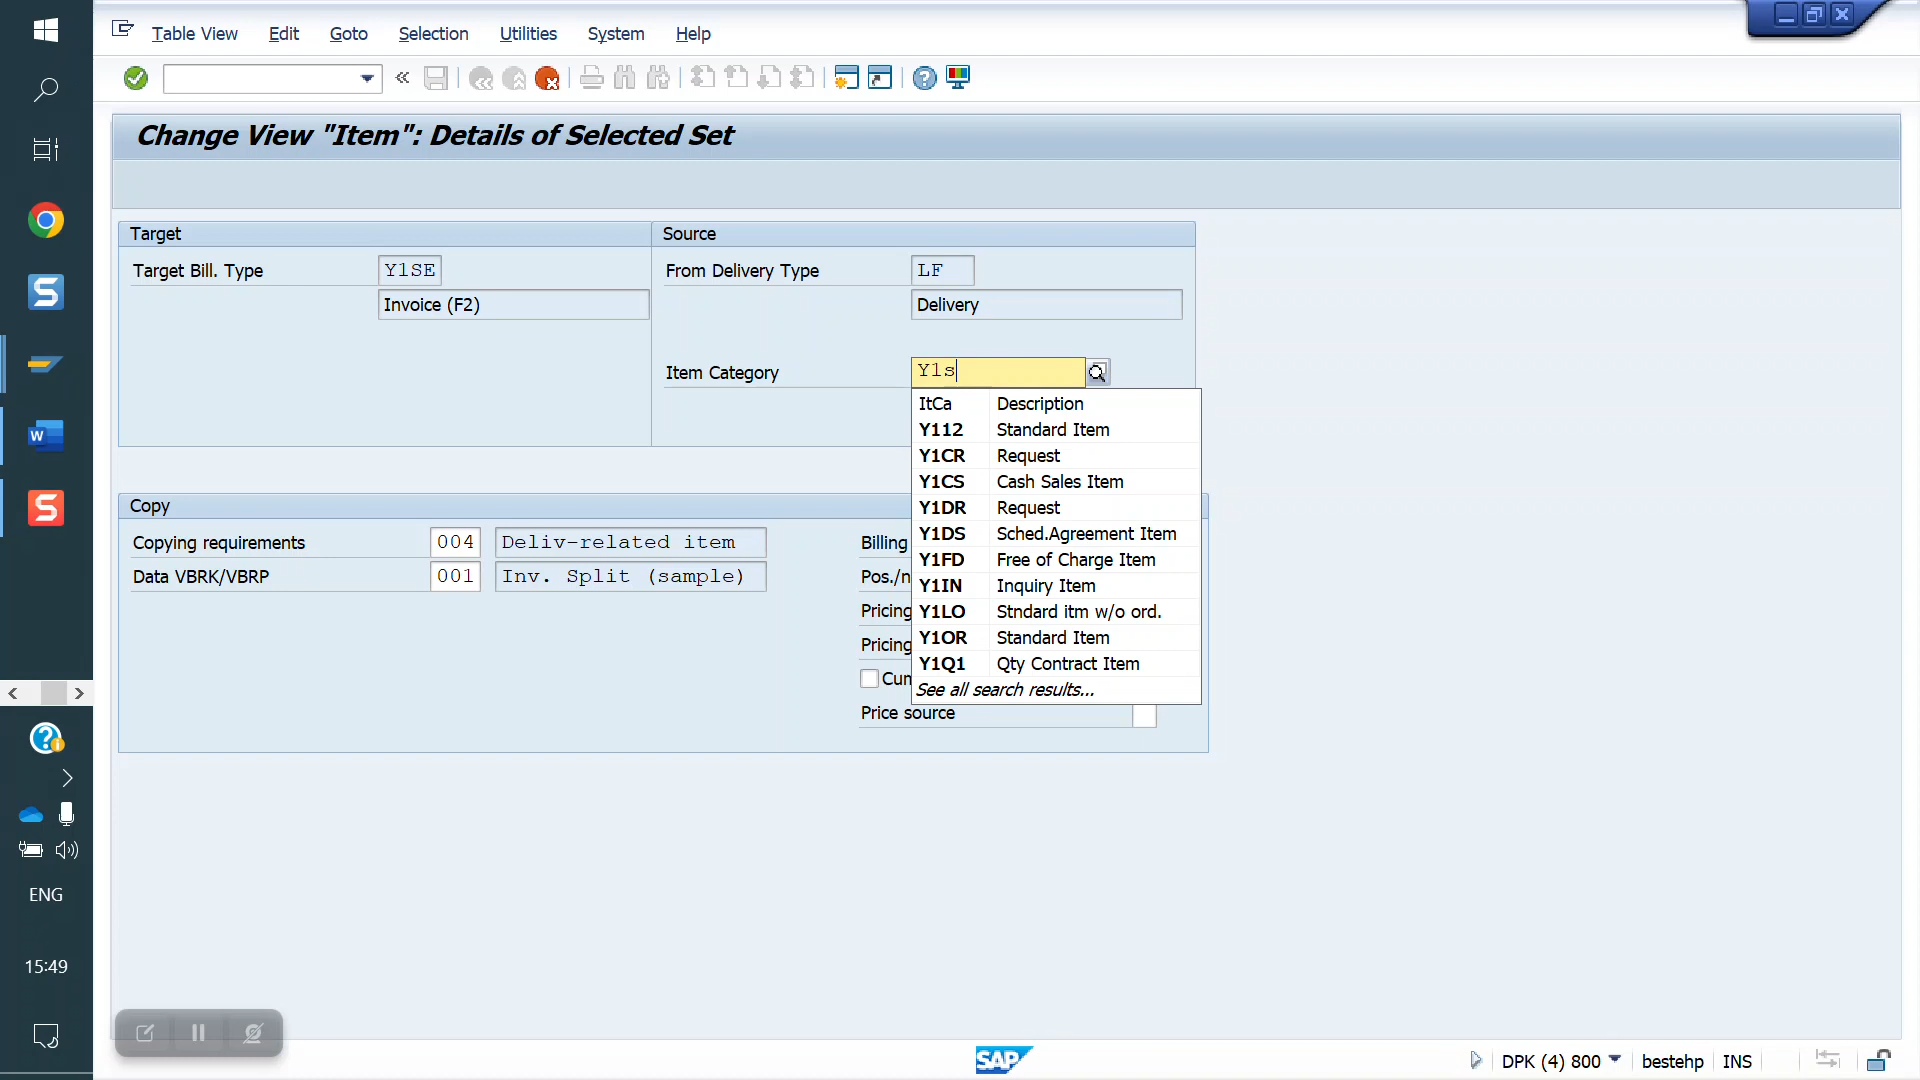 Table View Edit Goto Selection Utilities System Help
Change View "Item": Details of Selected Set
Target
Source
Target Bill. Type Y1SE
Invoice (F2)
From Delivery Type LF
Delivery
Item Category Y1s
ItCa Description
Y112 Standard Item
Y1CR Request
Y1CS Cash Sales Item
Y1DR Request
Y1DS Sched.Agreement Item
Y1FD Free of Charge Item
Y1IN Inquiry Item
Y1LO Stndard itm w/o ord.
Y1OR Standard Item
Y1Q1 Qty Contract Item
See all search results...
Copy
Copying requirements 004 Deliv-related item
Data VBRK/VBRP 001 Inv. Split (sample)
Billing
Pos./n
Pricing
Pricing
Cum
Price source
ENG
15:49
SAP
DPK (4) 800 bestehp INS